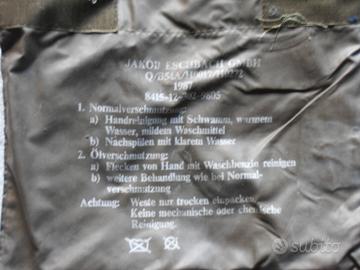 JAKOB ESCHBACH GMBH
1987
1. Normalverschmutzung:
a) Handreinigung mit Schwamm, warmem
Wasser, mildem Waschmittel
b) Nachspülen mit klarem Wasser
2. Ölverschmutzung:
a) Flecken von Hand mit Waschbenzin reinigen
b) weitere Behandlung wie bei Normal-
verschmutzung
Achtung: Weste nur trocken einpacken.
Keine mechanische oder chemische
Reinigung.
subito